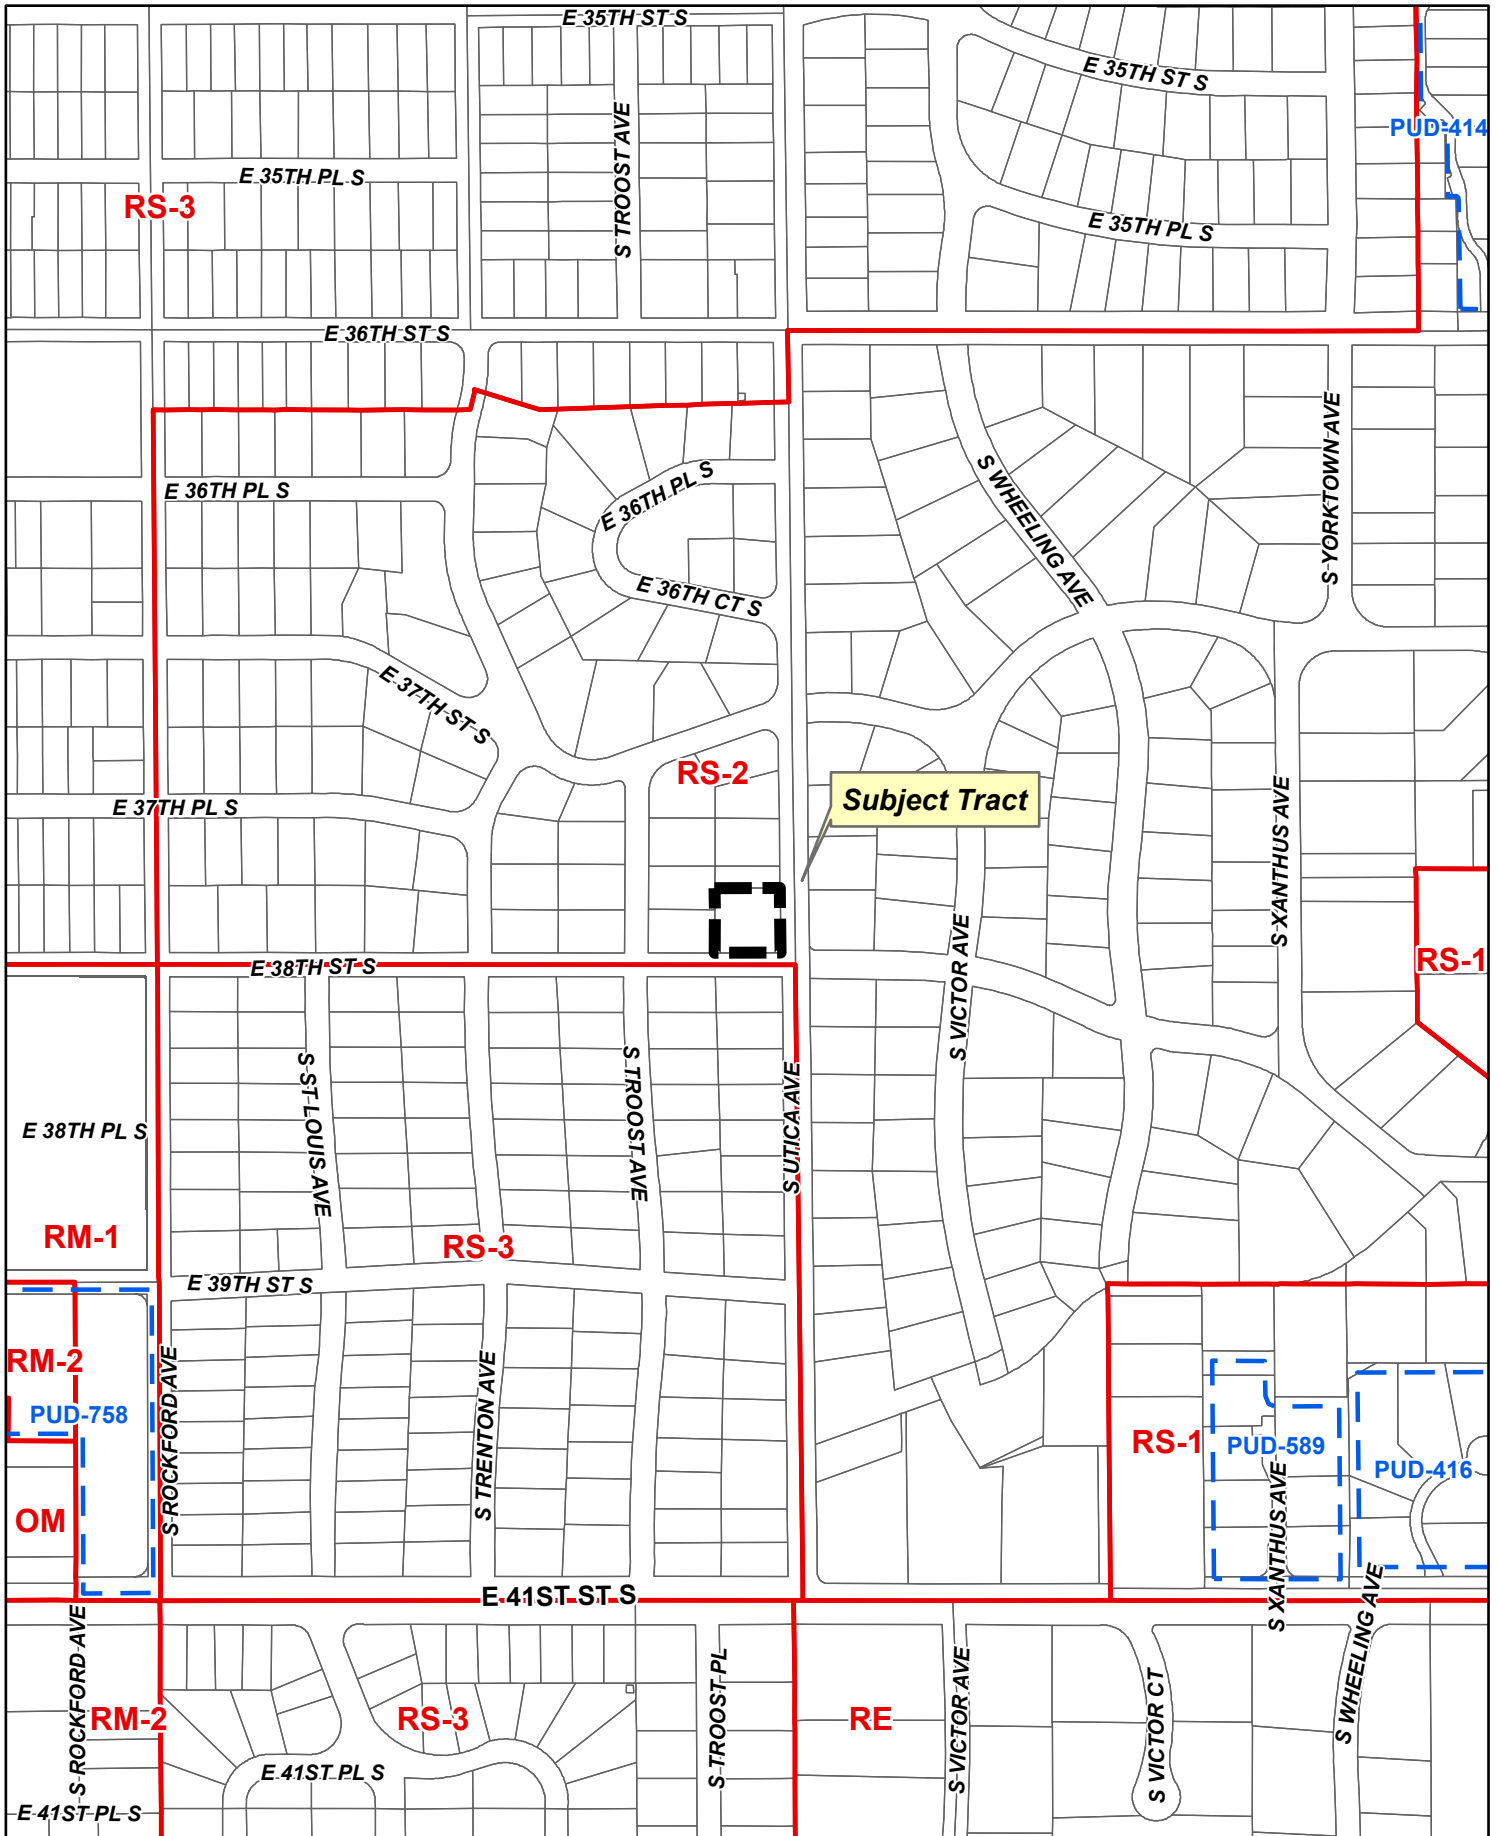 E 35TH ST S
E 35TH ST S
PUD-414
S TROOST AVE
E 35TH PL S
RS-3
E 35TH PL S
E 36TH ST S
S YORKTOWN AVE
E 36TH PL S
E 36TH PL S
S WHEELING AVE
E 36TH CT S
E 37TH ST S
RS-2
Subject Tract
E 37TH PL S
S XANTHUS AVE
S VICTOR AVE
RS-1
E 38TH ST S
S ST LOUIS AVE
S TROOST AVE
S UTICA AVE
E 38TH PL S
RM-1
RS-3
E 39TH ST S
RM-2
S ROCKFORD AVE
S TRENTON AVE
PUD-758
RS-1
PUD-589
PUD-416
S XANTHUS AVE
OM
E 41ST ST S
S WHEELING AVE
S ROCKFORD AVE
RM-2
RS-3
S TROOST PL
RE
S VICTOR AVE
S VICTOR CT
E 41ST PL S
E 41ST PL S